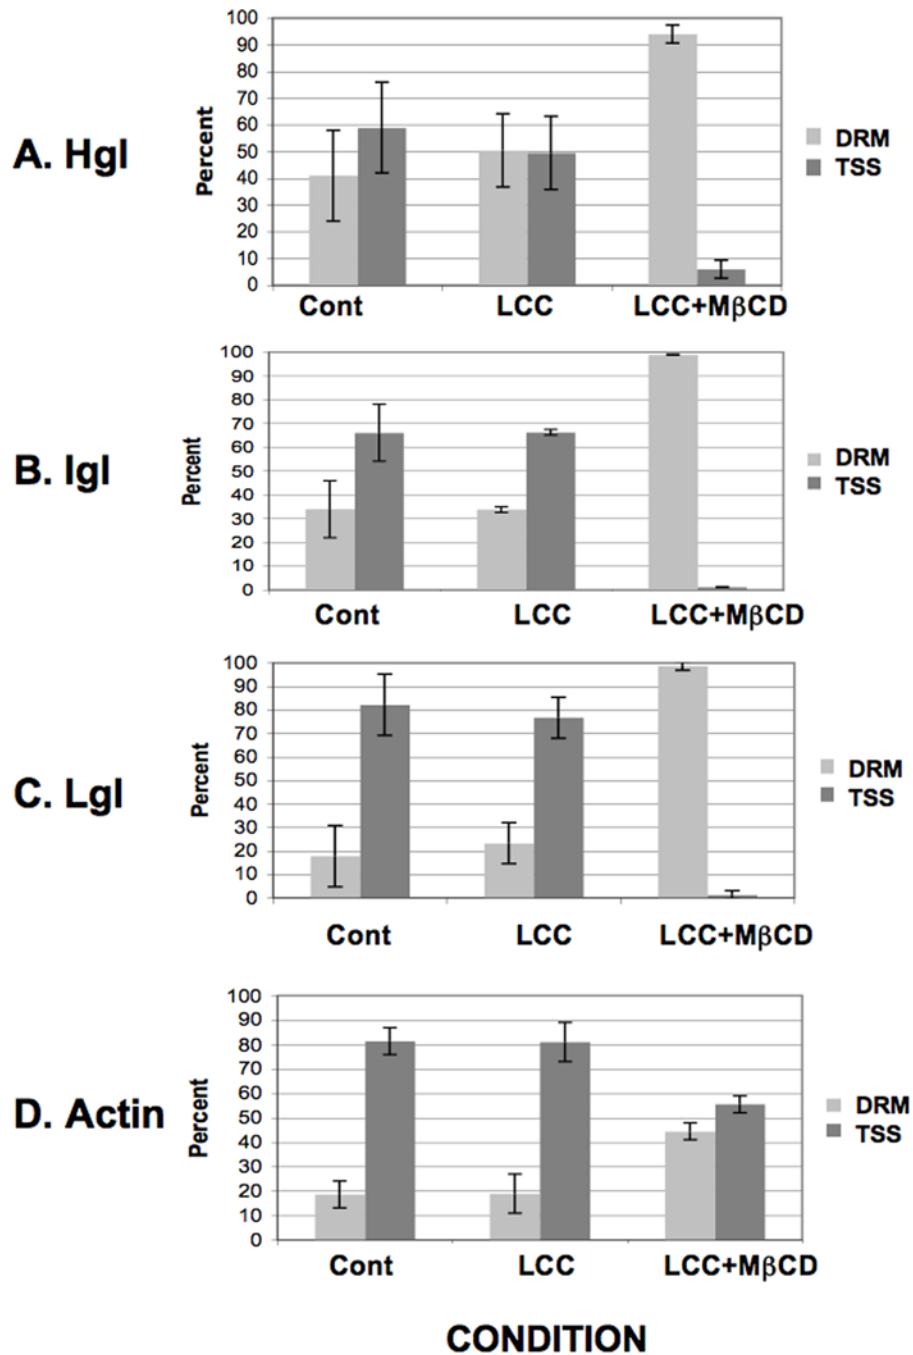 A. Hgl
Percent
100
90
80
70
60
50
40
30
20
10
0
Cont LCC LCC+MβCD
DRM
TSS
B. Igl
Percent
100
90
80
70
60
50
40
30
20
10
0
Cont LCC LCC+MβCD
DRM
TSS
C. Lgl
Percent
100
90
80
70
60
50
40
30
20
10
0
Cont LCC LCC+MβCD
DRM
TSS
D. Actin
Percent
100
90
80
70
60
50
40
30
20
10
0
Cont LCC LCC+MβCD
DRM
TSS
CONDITION